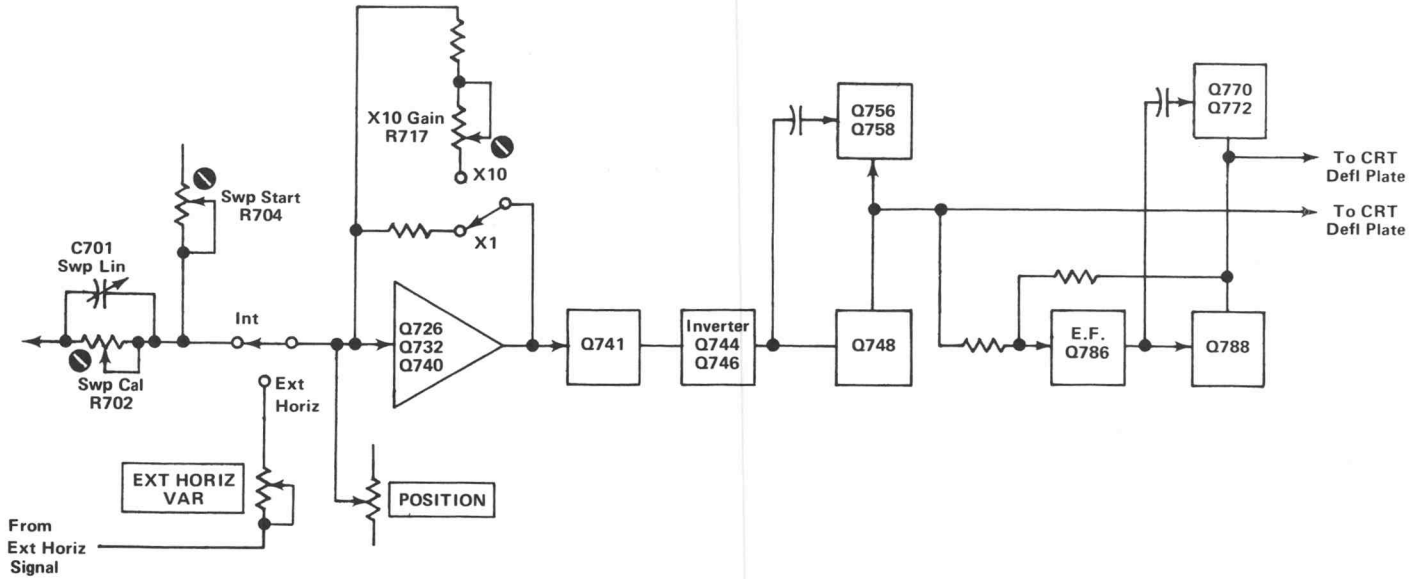 X10 Gain
R717
X10
X1
Swp Start
R704
C701
Swp Lin
Swp Cal
R702
Int
Ext
Horiz
EXT HORIZ
VAR
From
Ext Horiz
Signal
POSITION
Q726
Q732
Q740
Q741
Inverter
Q744
Q746
Q756
Q758
Q748
E.F.
Q786
Q788
Q770
Q772
To CRT
Defl Plate
To CRT
Defl Plate